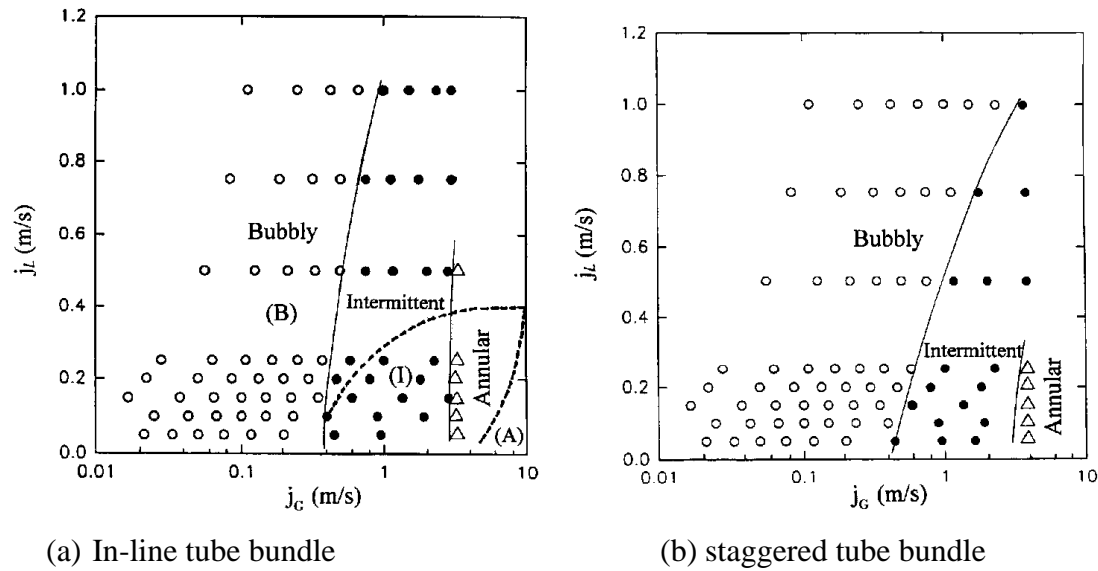 1.2
1.0
0.8
0.6
0.4
0.2
0.0
j_l (m/s)
Bubbly
(B)
Intermittent
(I)
Annular
(A)
0.01
0.1
1
10
j_G (m/s)
(a) In-line tube bundle
1.2
1.0
0.8
0.6
0.4
0.2
0.0
j_l (m/s)
Bubbly
Intermittent
Annular
0.01
0.1
1
10
j_G (m/s)
(b) staggered tube bundle